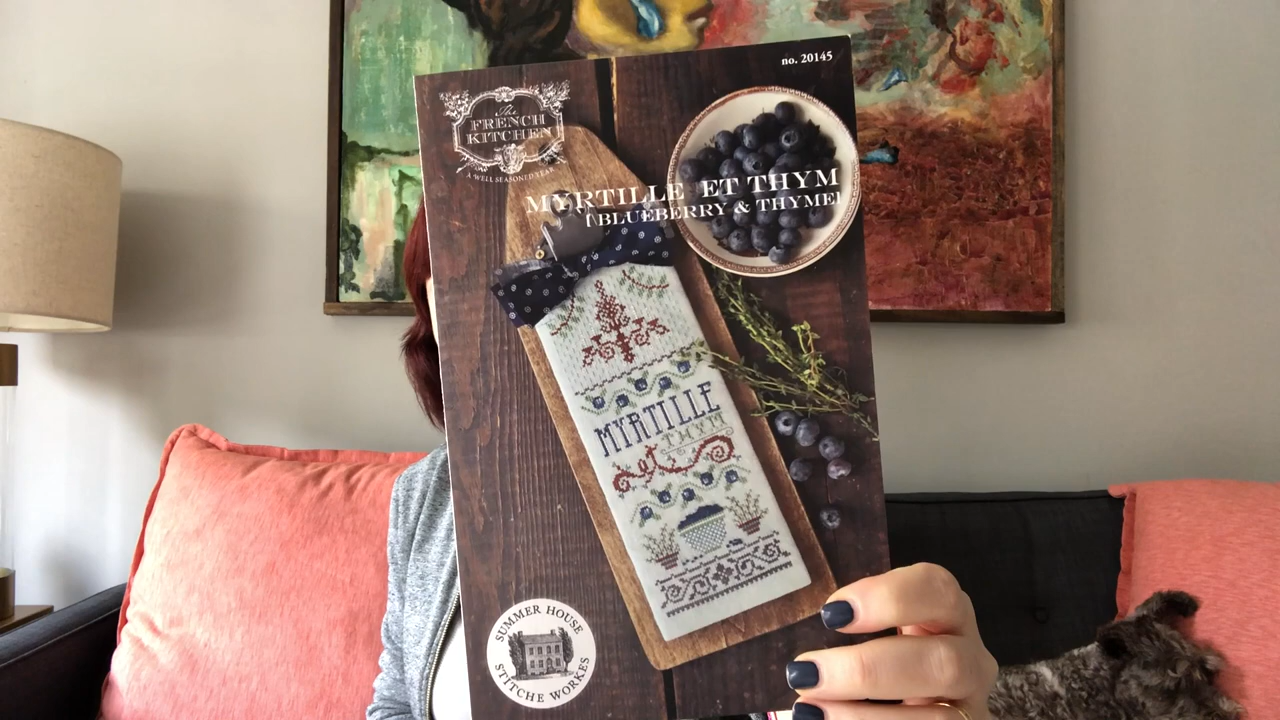 no. 20145
The
FRENCH
KITCHEN
A WELL SEASONED YEAR
MYRTILLE ET THYM
(BLUEBERRY & THYME)
MYRTILLE
THYM
et
SUMMER HOUSE
STITCHE WORKES